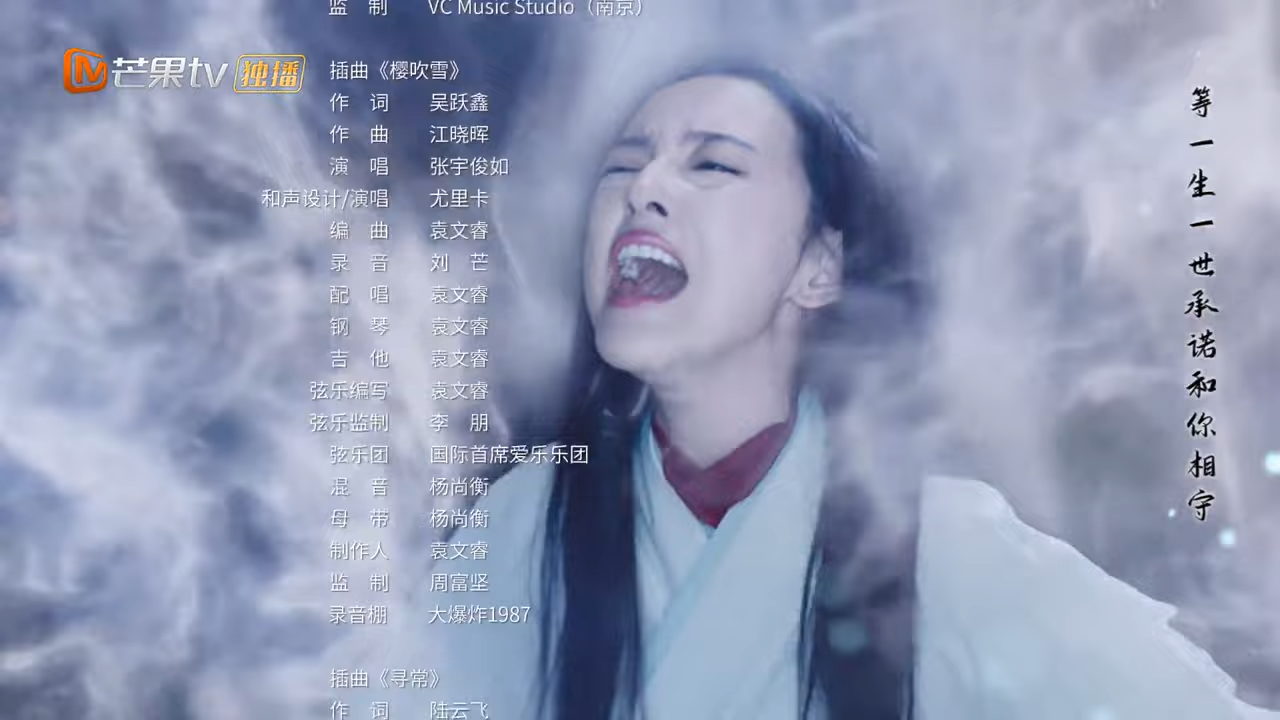 监 制 VC Music Studio（南京）
芒果tv 独播
插曲《樱吹雪》
作 词 吴跃鑫
作 曲 江晓晖
演 唱 张宇俊如
和声设计/演唱 尤里卡
编 曲 袁文睿
录 音 刘 芒
配 唱 袁文睿
钢 琴 袁文睿
吉 他 袁文睿
弦乐编写 袁文睿
弦乐监制 李 朋
弦乐团 国际首席爱乐乐团
混 音 杨尚衡
母 带 杨尚衡
制作人 袁文睿
监 制 周富坚
录音棚 大爆炸1987
插曲《寻常》
作 词 陆云飞
等一生一世承诺和你相守